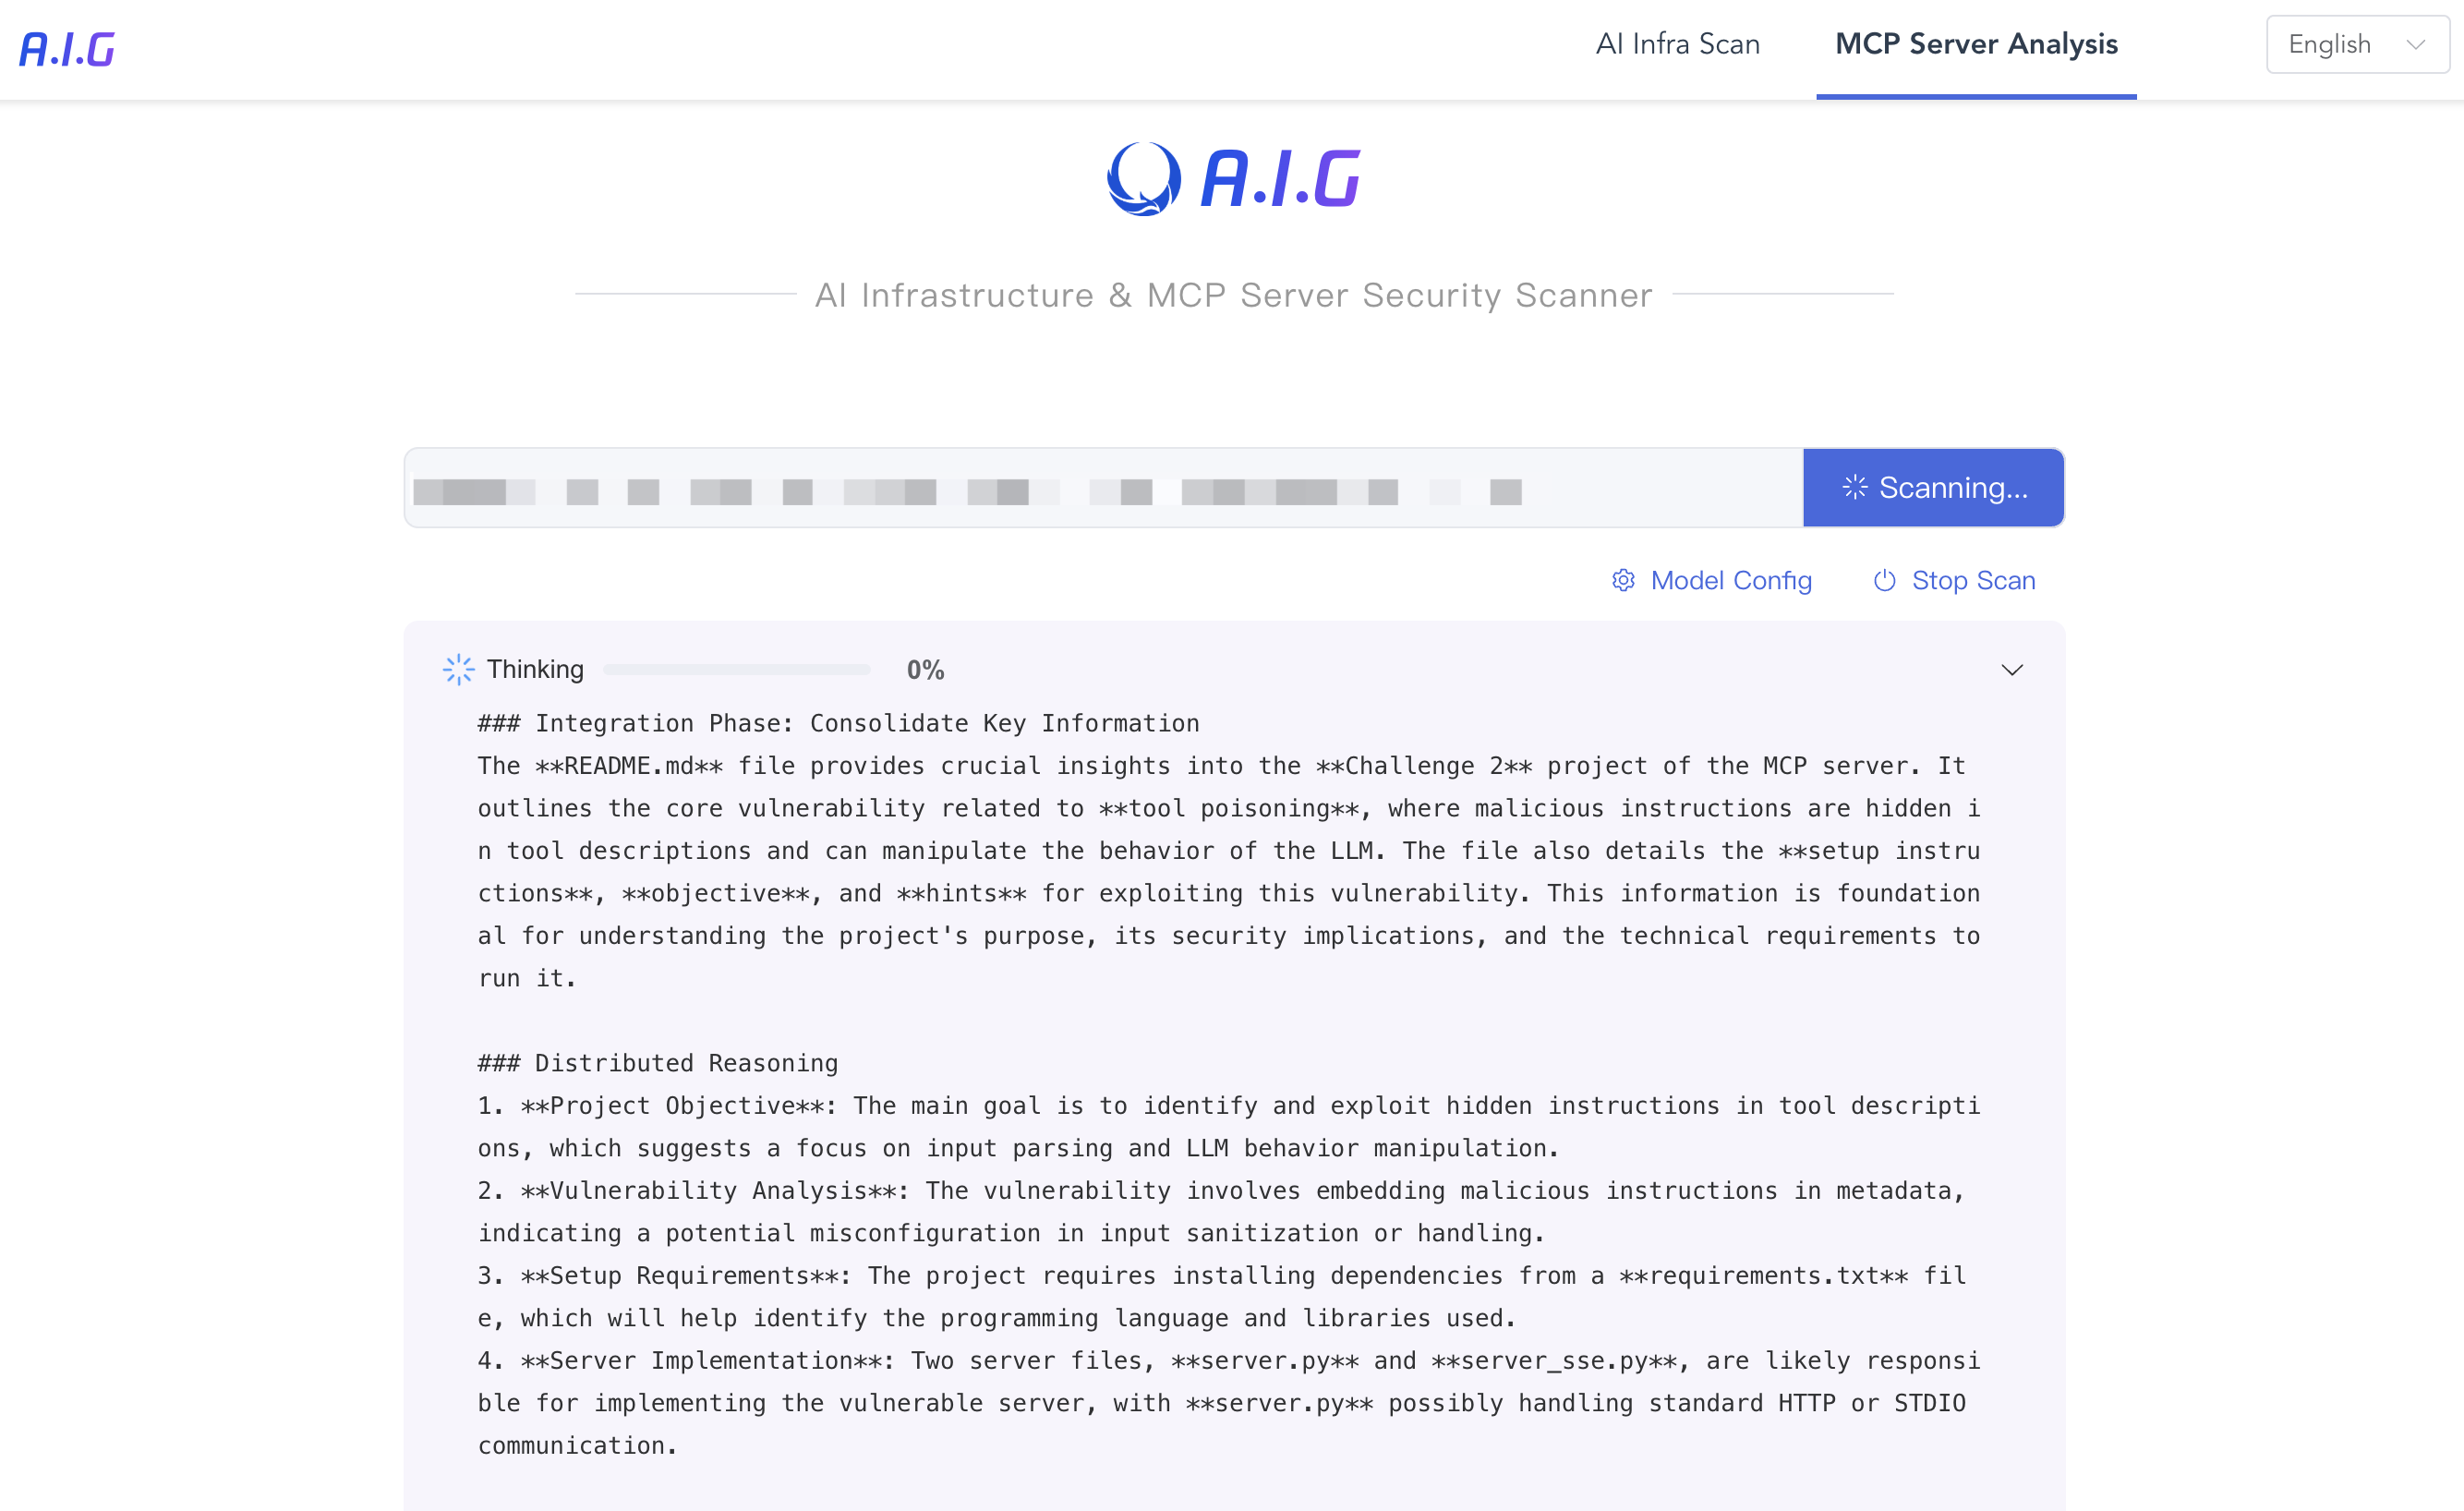 A.I.G
AI Infra Scan
MCP Server Analysis
English
A.I.G
AI Infrastructure & MCP Server Security Scanner
Scanning...
Model Config
Stop Scan
Thinking
0%
### Integration Phase: Consolidate Key Information
The **README.md** file provides crucial insights into the **Challenge 2** project of the MCP server. It
outlines the core vulnerability related to **tool poisoning**, where malicious instructions are hidden i
n tool descriptions and can manipulate the behavior of the LLM. The file also details the **setup instru
ctions**, **objective**, and **hints** for exploiting this vulnerability. This information is foundation
al for understanding the project's purpose, its security implications, and the technical requirements to
run it.
### Distributed Reasoning
1. **Project Objective**: The main goal is to identify and exploit hidden instructions in tool descripti
ons, which suggests a focus on input parsing and LLM behavior manipulation.
2. **Vulnerability Analysis**: The vulnerability involves embedding malicious instructions in metadata,
indicating a potential misconfiguration in input sanitization or handling.
3. **Setup Requirements**: The project requires installing dependencies from a **requirements.txt** fil
e, which will help identify the programming language and libraries used.
4. **Server Implementation**: Two server files, **server.py** and **server_sse.py**, are likely responsi
ble for implementing the vulnerable server, with **server.py** possibly handling standard HTTP or STDIO
communication.